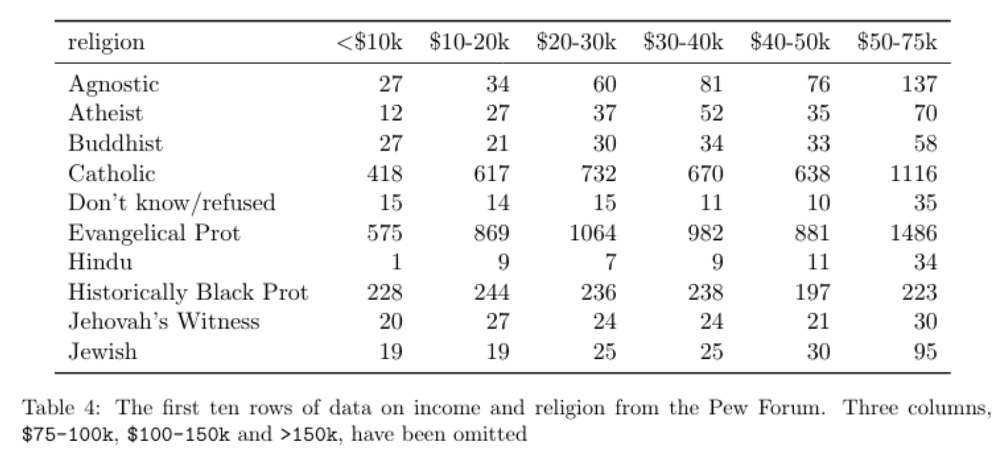 religion <$10k $10-20k $20-30k $30-40k $40-50k $50-75k
Agnostic 27 34 60 81 76 137
Atheist 12 27 37 52 35 70
Buddhist 27 21 30 34 33 58
Catholic 418 617 732 670 638 1116
Don't know/refused 15 14 15 11 10 35
Evangelical Prot 575 869 1064 982 881 1486
Hindu 1 9 7 9 11 34
Historically Black Prot 228 244 236 238 197 223
Jehovah's Witness 20 27 24 24 21 30
Jewish 19 19 25 25 30 95
Table 4: The first ten rows of data on income and religion from the Pew Forum. Three columns,
$75-100k, $100-150k and >150k, have been omitted